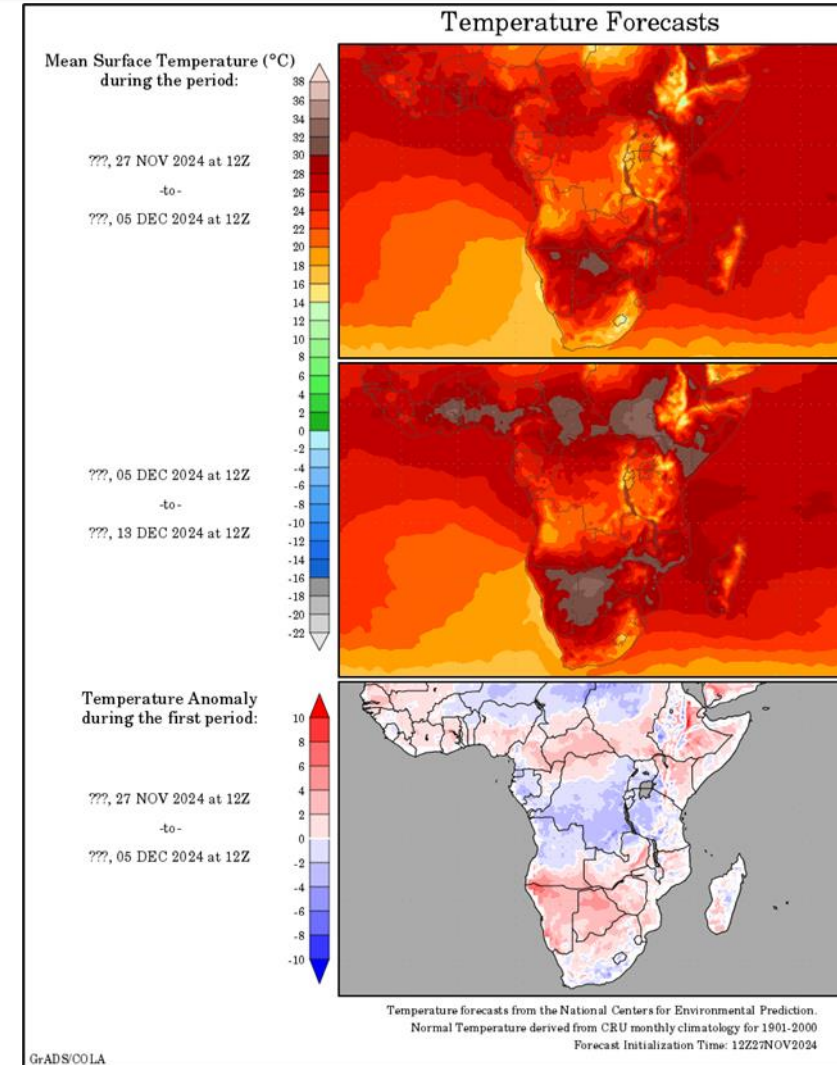 Temperature Forecasts
Mean Surface Temperature (°C)
during the period:
???, 27 NOV 2024 at 12Z
-to-
???, 05 DEC 2024 at 12Z
38
36
34
32
30
28
26
24
22
20
18
16
14
12
10
8
6
4
2
0
-2
-4
-6
-8
-10
-12
-14
-16
-18
-20
-22
???, 05 DEC 2024 at 12Z
-to-
???, 13 DEC 2024 at 12Z
Temperature Anomaly
during the first period:
???, 27 NOV 2024 at 12Z
-to-
???, 05 DEC 2024 at 12Z
10
8
6
4
2
0
-2
-4
-6
-8
-10
Temperature forecasts from the National Centers for Environmental Prediction.
Normal Temperature derived from CRU monthly climatology for 1901-2000
Forecast Initialization Time: 12Z27NOV2024
GrADS/COLA